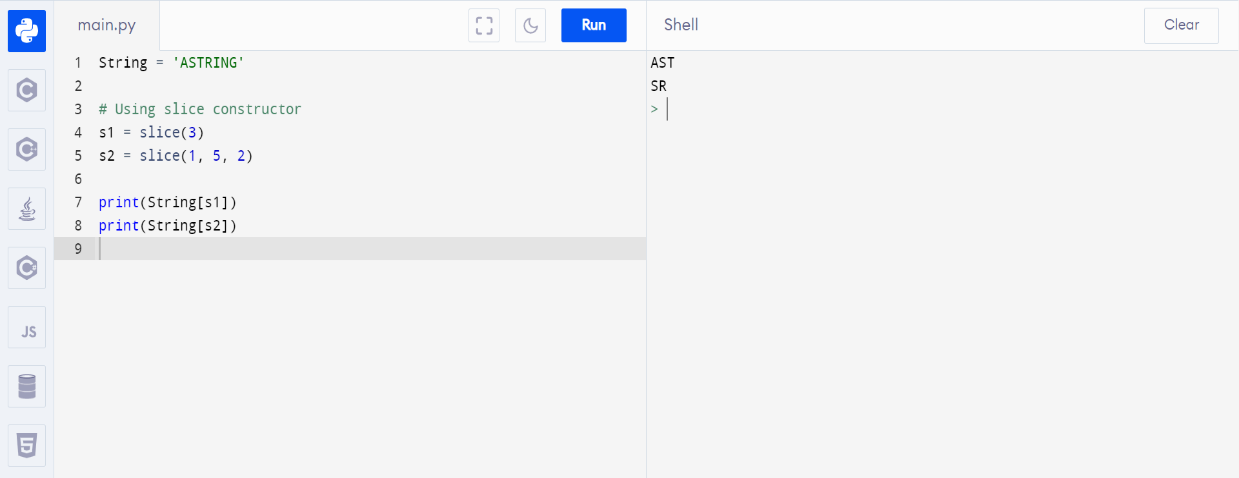 main.py
Run
Shell
Clear
1 String = 'ASTRING'
2
3 # Using slice constructor
4 s1 = slice(3)
5 s2 = slice(1, 5, 2)
6
7 print(String[s1])
8 print(String[s2])
9
AST
SR
>
C
C
C
JS
5